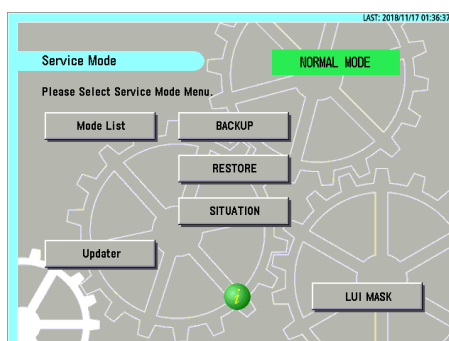 LAST: 2018/11/17 01:36:37
Service Mode
NORMAL MODE
Please Select Service Mode Menu.
Mode List
BACKUP
RESTORE
SITUATION
Updater
i
LUI MASK